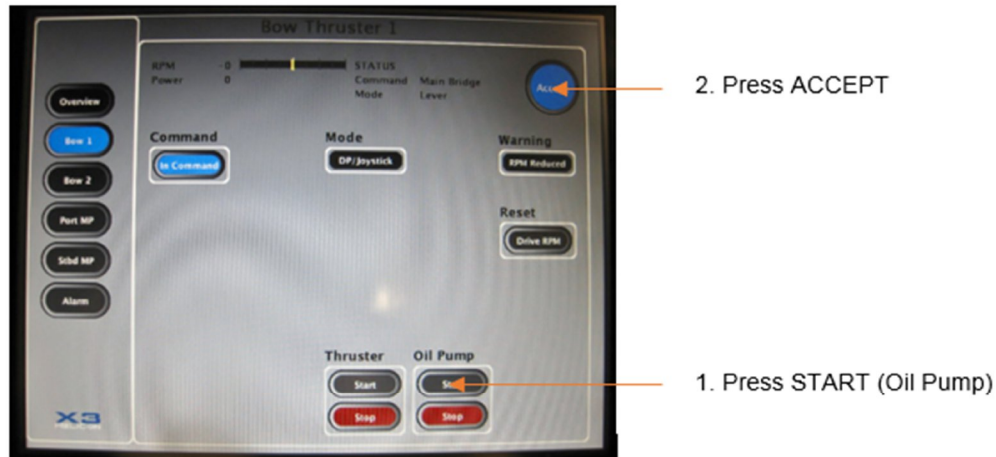 Bow Thruster 1
RPM - 0 STATUS
Power 0 Command Main Bridge
Mode Lever
2. Press ACCEPT
Overview
Bow 1
Bow 2
Port MP
Stbd MP
Alarm
Command Mode Warning
In Command DP/Joystick RPM Reduced
Reset
Drive RPM
Thruster Oil Pump
Start
Stop Stop
1. Press START (Oil Pump)
X3